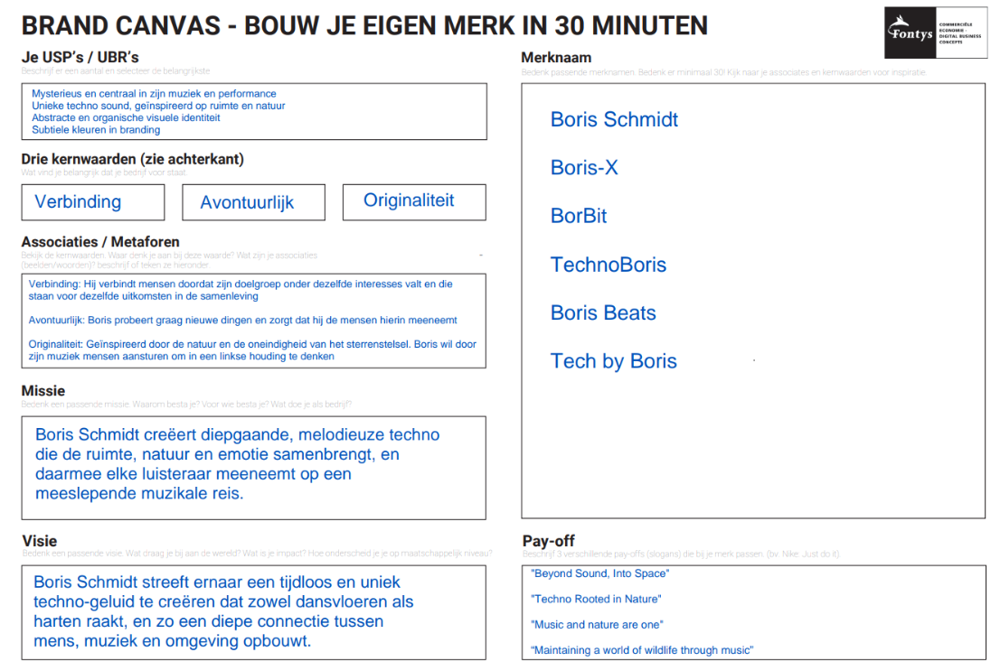 BRAND CANVAS - BOUW JE EIGEN MERK IN 30 MINUTEN
Fontys
COMMERCIËLE
ECONOMIE -
DIGITAL BUSINESS
CONCEPTS
Je USP's / UBR's
Beschrijf er een aantal en selecteer de belangrijkste
Mysterieus en centraal in zijn muziek en performance
Unieke techno sound, geïnspireerd op ruimte en natuur
Abstracte en organische visuele identiteit
Subtiele kleuren in branding
Drie kernwaarden (zie achterkant)
Wat vind je belangrijk dat je bedrijf voor staat.
Verbinding
Avontuurlijk
Originaliteit
Associaties / Metaforen
Bekijk de kernwaarden. Waar denk je aan bij deze waarde? Wat zijn je associaties
(beelden/woorden)? beschrijf of teken ze hieronder
Verbinding: Hij verbindt mensen doordat zijn doelgroep onder dezelfde interesses valt en die
staan voor dezelfde uitkomsten in de samenleving
Avontuurlijk: Boris probeert graag nieuwe dingen en zorgt dat hij de mensen hierin meeneemt
Originaliteit: Geïnspireerd door de natuur en de oneindigheid van het sterrenstelsel. Boris wil door
zijn muziek mensen aansturen om in een linkse houding te denken
Missie
Bedenk een passende missie. Waarom besta je? Voor wie besta je? Wat doe je als bedrijf?
Boris Schmidt creëert diepgaande, melodieuze techno
die de ruimte, natuur en emotie samenbrengt, en
daarmee elke luisteraar meeneemt op een
meeslepende muzikale reis.
Visie
Bedenk een passende visie. Wat draag je bij aan de wereld? Wat is je impact? Hoe onderscheid je je op maatschappelijk niveau?
Boris Schmidt streeft ernaar een tijdloos en uniek
techno-geluid te creëren dat zowel dansvloeren als
harten raakt, en zo een diepe connectie tussen
mens, muziek en omgeving opbouwt.
Merknaam
Bedenk passende merknamen. Bedenk er minimaal 30! Kijk naar je associates en kernwaarden voor inspiratie.
Boris Schmidt
Boris-X
BorBit
TechnoBoris
Boris Beats
Tech by Boris
Pay-off
Beschrijf 3 verschillende pay-offs (slogans) die bij je merk passen. (bv. Nike: Just do it).
"Beyond Sound, Into Space"
"Techno Rooted in Nature"
"Music and nature are one"
"Maintaining a world of wildlife through music"